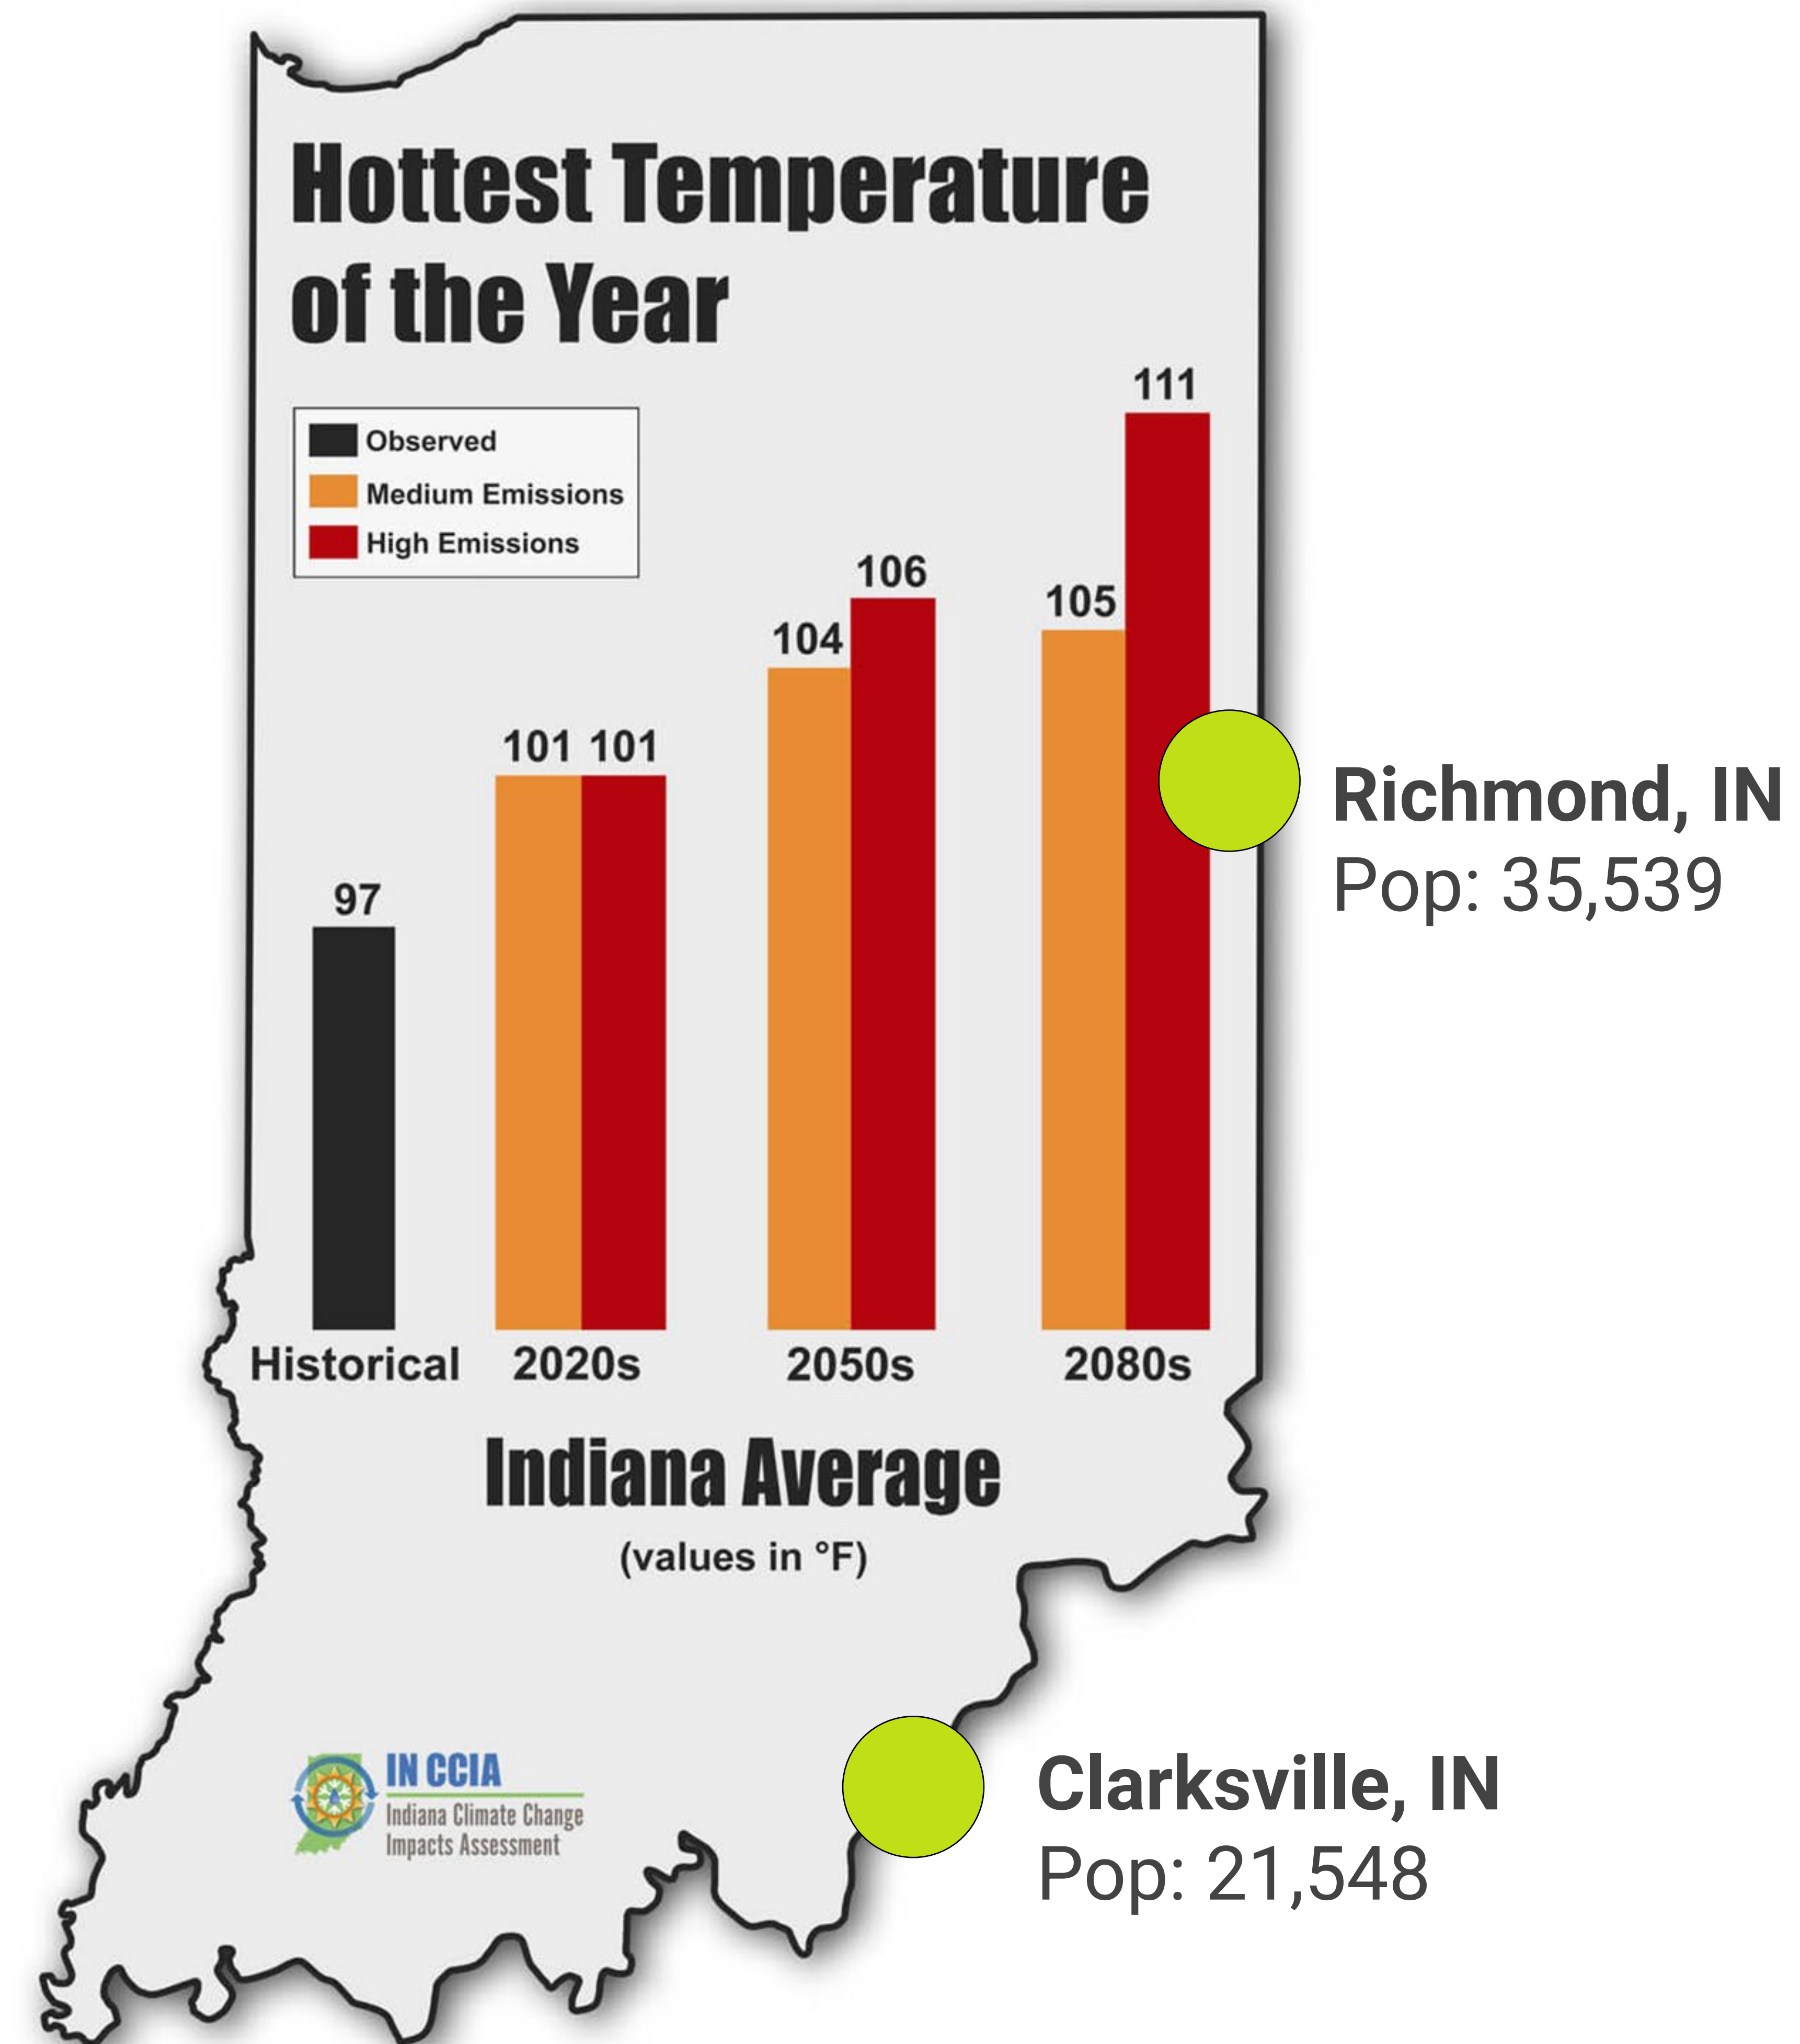 Hottest Temperature
of the Year
Observed
Medium Emissions
High Emissions
97
101 101
104
106
105
111
Historical 2020s 2050s 2080s
Indiana Average
(values in °F)
Richmond, IN
Pop: 35,539
IN CCIA
Indiana Climate Change
Impacts Assessment
Clarksville, IN
Pop: 21,548